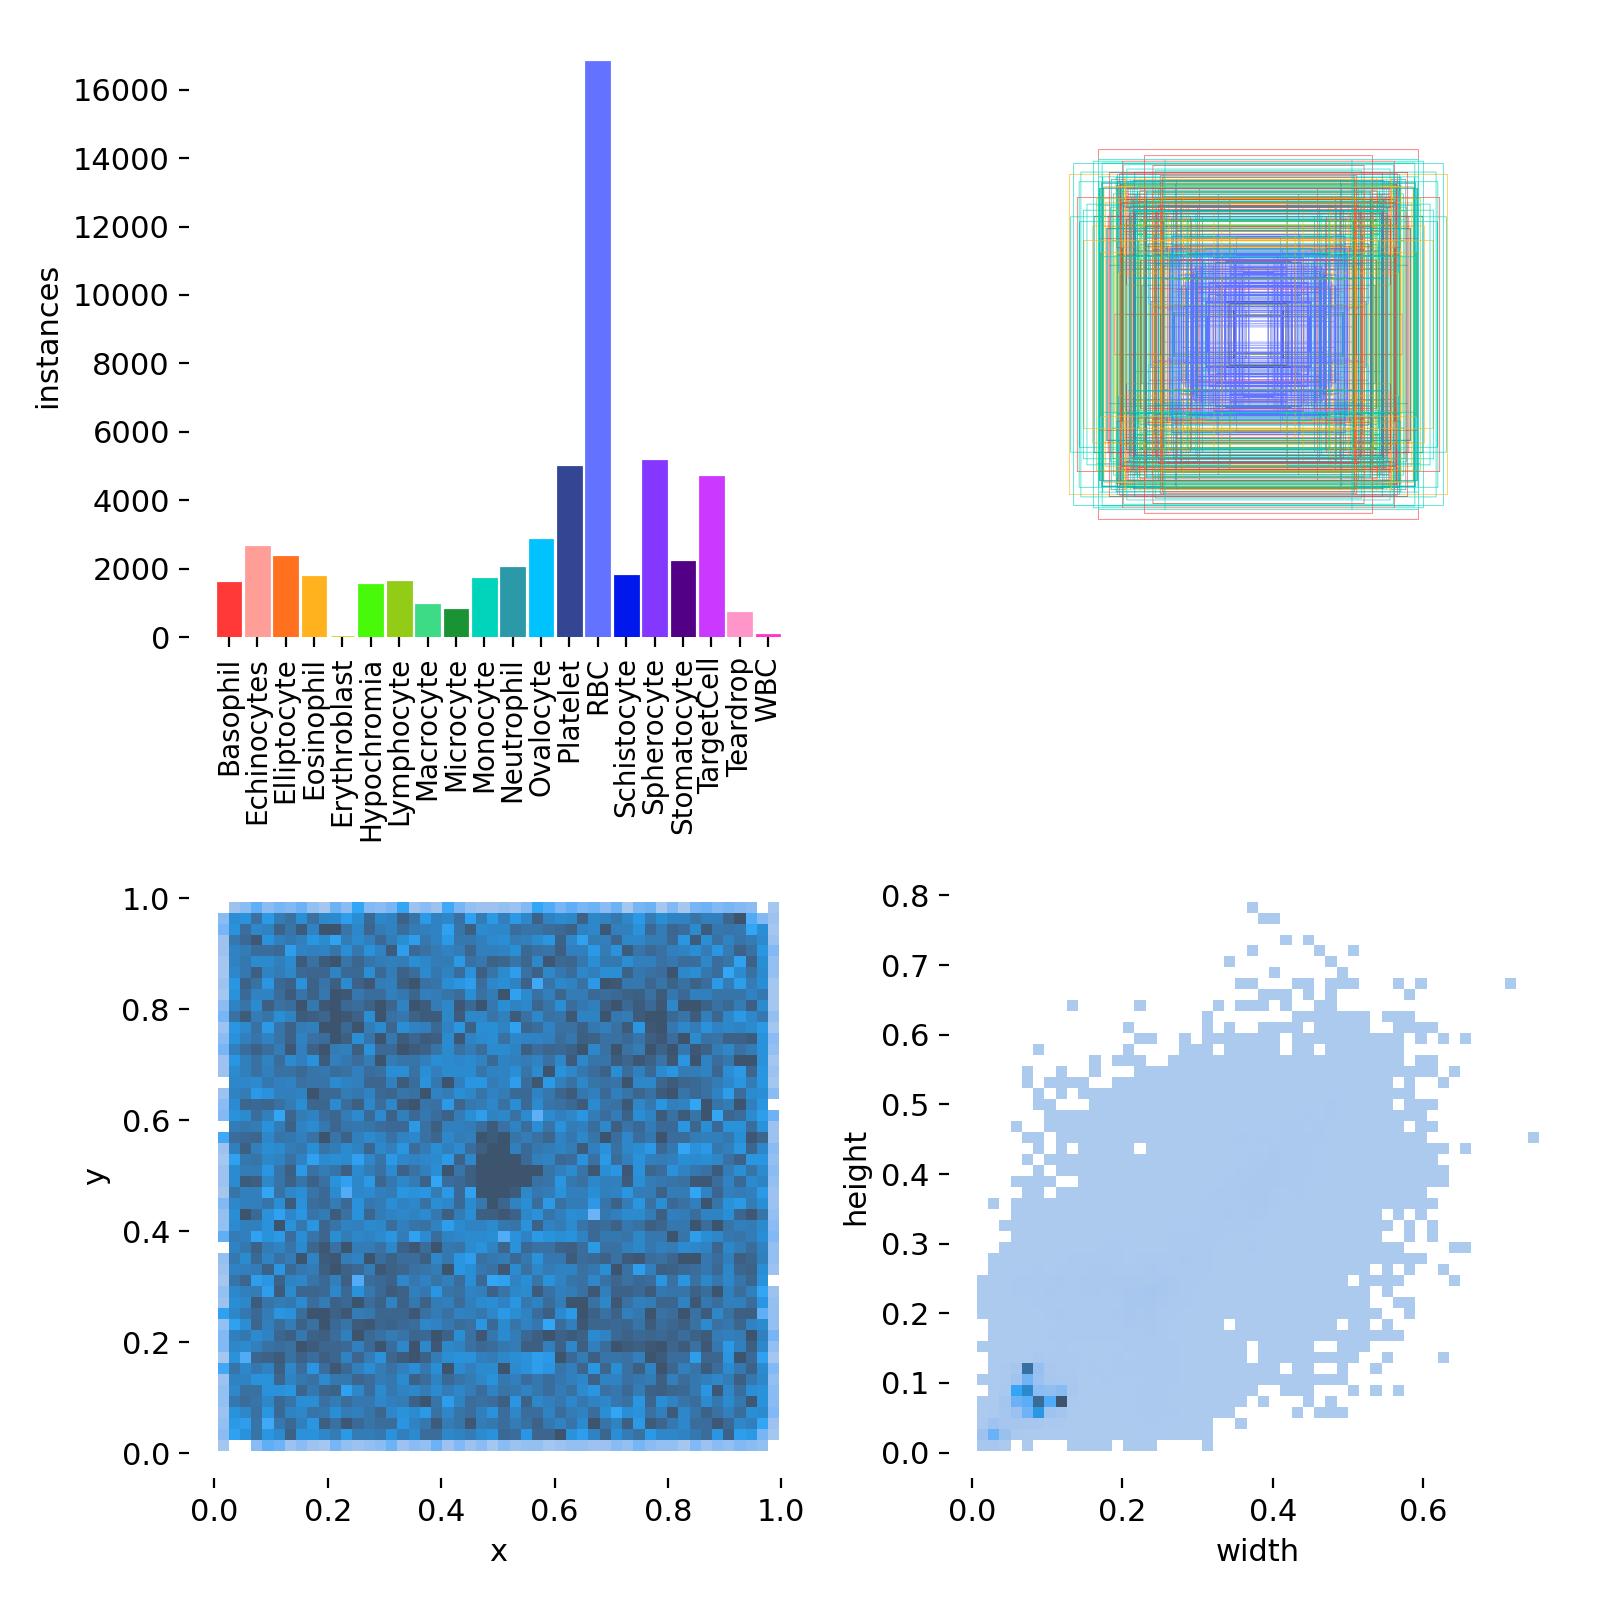 16000
14000
12000
10000
8000
6000
4000
2000
0
instances
Basophil
Echinocytes
Elliptocyte
Eosinophil
Erythroblast
Hypochromia
Lymphocyte
Macrocyte
Microcyte
Monocyte
Neutrophil
Ovalocyte
Platelet
RBC
Schistocyte
Spherocyte
Stomatocyte
TargetCell
Teardrop
WBC
1.0
0.8
0.6
0.4
0.2
0.0
y
0.0 0.2 0.4 0.6 0.8 1.0
x
0.8
0.7
0.6
0.5
0.4
0.3
0.2
0.1
0.0
height
0.0 0.2 0.4 0.6
width